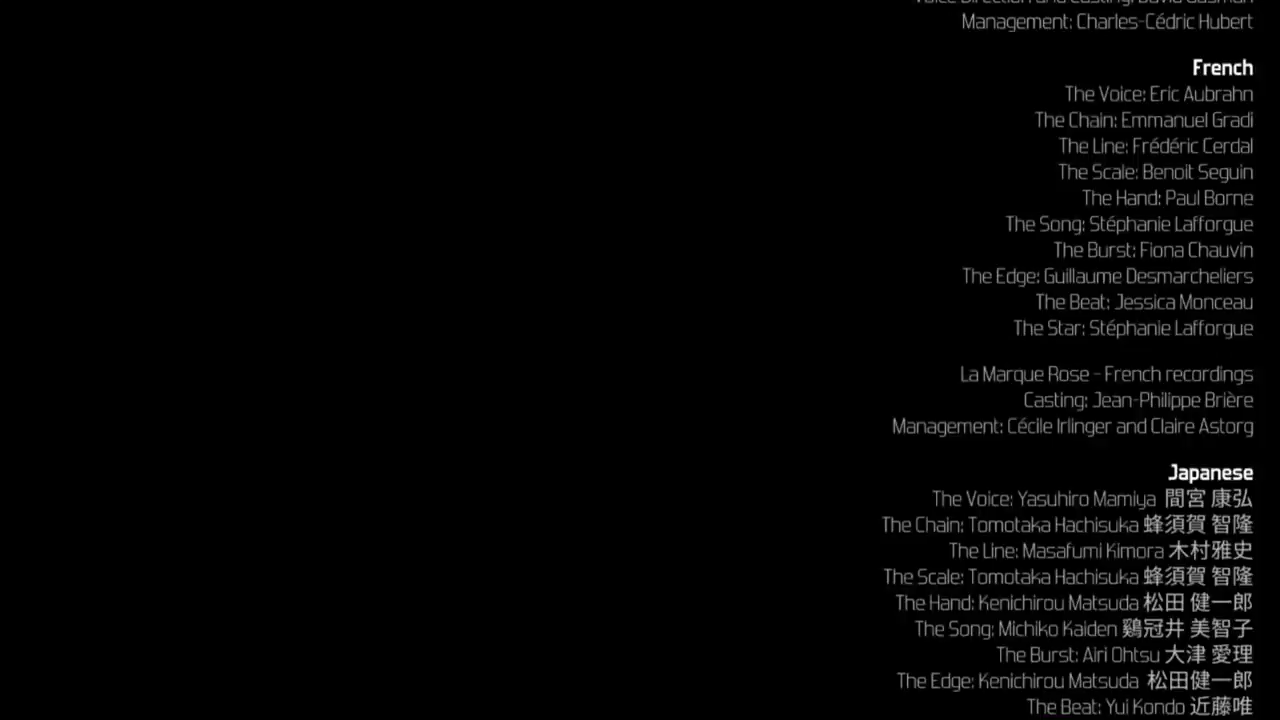 Voice Direction and Casting: David Gasman
Management: Charles-Cédric Hubert
French
The Voice: Eric Aubrahn
The Chain: Emmanuel Gradi
The Line: Frédéric Cerdal
The Scale: Benoit Seguin
The Hand: Paul Borne
The Song: Stéphanie Lafforgue
The Burst: Fiona Chauvin
The Edge: Guillaume Desmarcheliers
The Beat: Jessica Monceau
The Star: Stéphanie Lafforgue
La Marque Rose - French recordings
Casting: Jean-Philippe Brière
Management: Cécile Irlinger and Claire Astorg
Japanese
The Voice: Yasuhiro Mamiya 間宮 康弘
The Chain: Tomotaka Hachisuka 蜂須賀 智隆
The Line: Masafumi Kimora 木村雅史
The Scale: Tomotaka Hachisuka 蜂須賀 智隆
The Hand: Kenichirou Matsuda 松田 健一郎
The Song: Michiko Kaiden 鷄冠井 美智子
The Burst: Airi Ohtsu 大津 愛理
The Edge: Kenichirou Matsuda 松田健一郎
The Beat: Yui Kondo 近藤唯